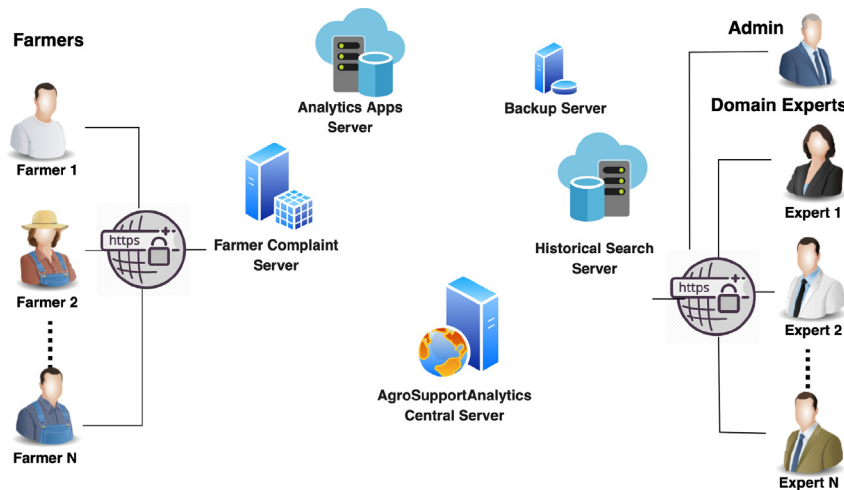 Farmers
Farmer 1
https
Farmer 2
Farmer N
Analytics Apps
Server
Farmer Complaint
Server
Backup Server
Historical Search
Server
AgroSupportAnalytics
Central Server
https
Admin
Domain Experts
Expert 1
Expert 2
Expert N